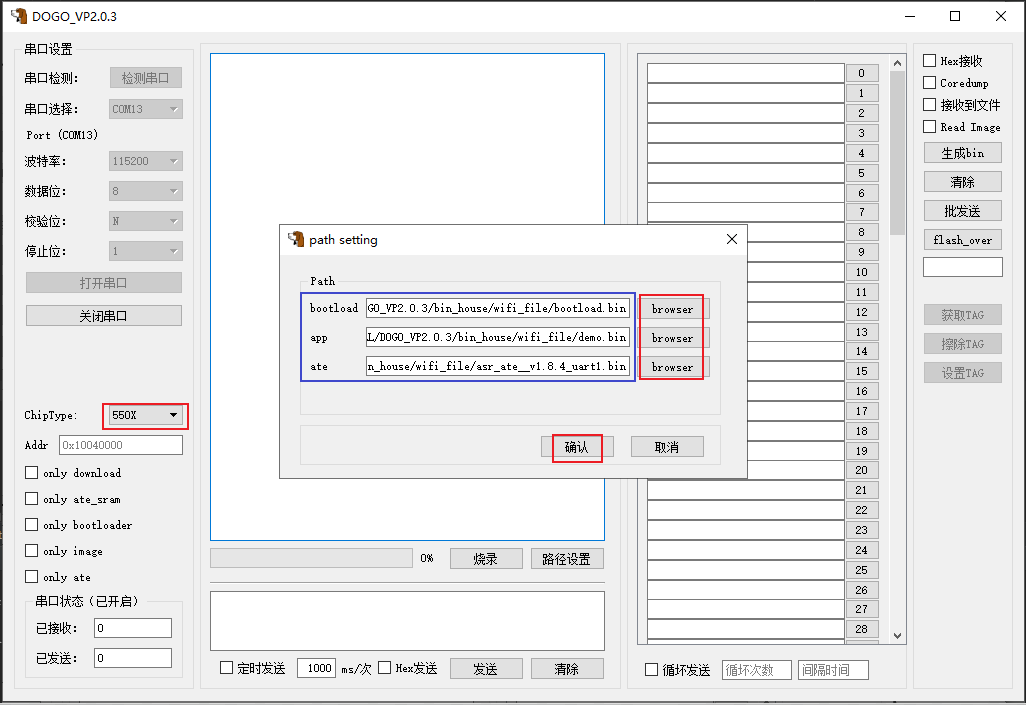 DOGO_VP2.0.3
串口设置
串口检测:
检测串口
串口选择:
COM13
Port (COM13)
波特率:
115200
数据位:
8
校验位:
N
停止位:
1
打开串口
关闭串口
ChipType:
550X
Addr
0x10040000
only download
only ate_sram
only bootloader
only image
only ate
串口状态（已开启）
已接收:
0
已发送:
0
path setting
Path
bootload
GO_VP2.0.3/bin_house/wifi_file/bootload.bin
browser
app
L/DOGO_VP2.0.3/bin_house/wifi_file/demo.bin
browser
ate
n_house/wifi_file/asr_ate__v1.8.4_uart1.bin
browser
确认
取消
0%
烧录
路径设置
定时发送
1000
ms/次
Hex发送
发送
清除
0
1
2
3
4
5
6
7
8
9
10
11
12
13
14
15
16
17
18
19
20
21
22
23
24
25
26
27
28
循环发送
循环次数
间隔时间
Hex接收
Coredump
接收到文件
Read Image
生成bin
清除
批发送
flash_over
获取TAG
擦除TAG
设置TAG